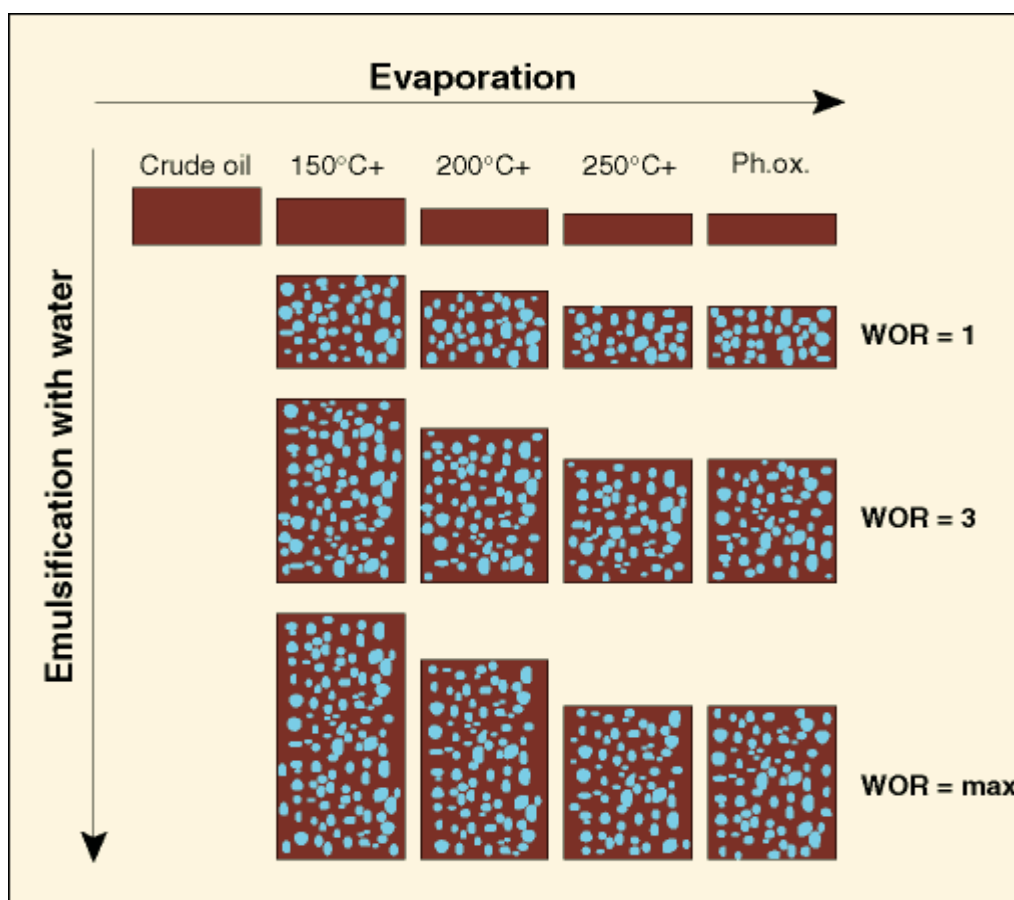 Evaporation
Crude oil 150°C+ 200°C+ 250°C+ Ph.ox.
Emulsification with water
WOR = 1
WOR = 3
WOR = max